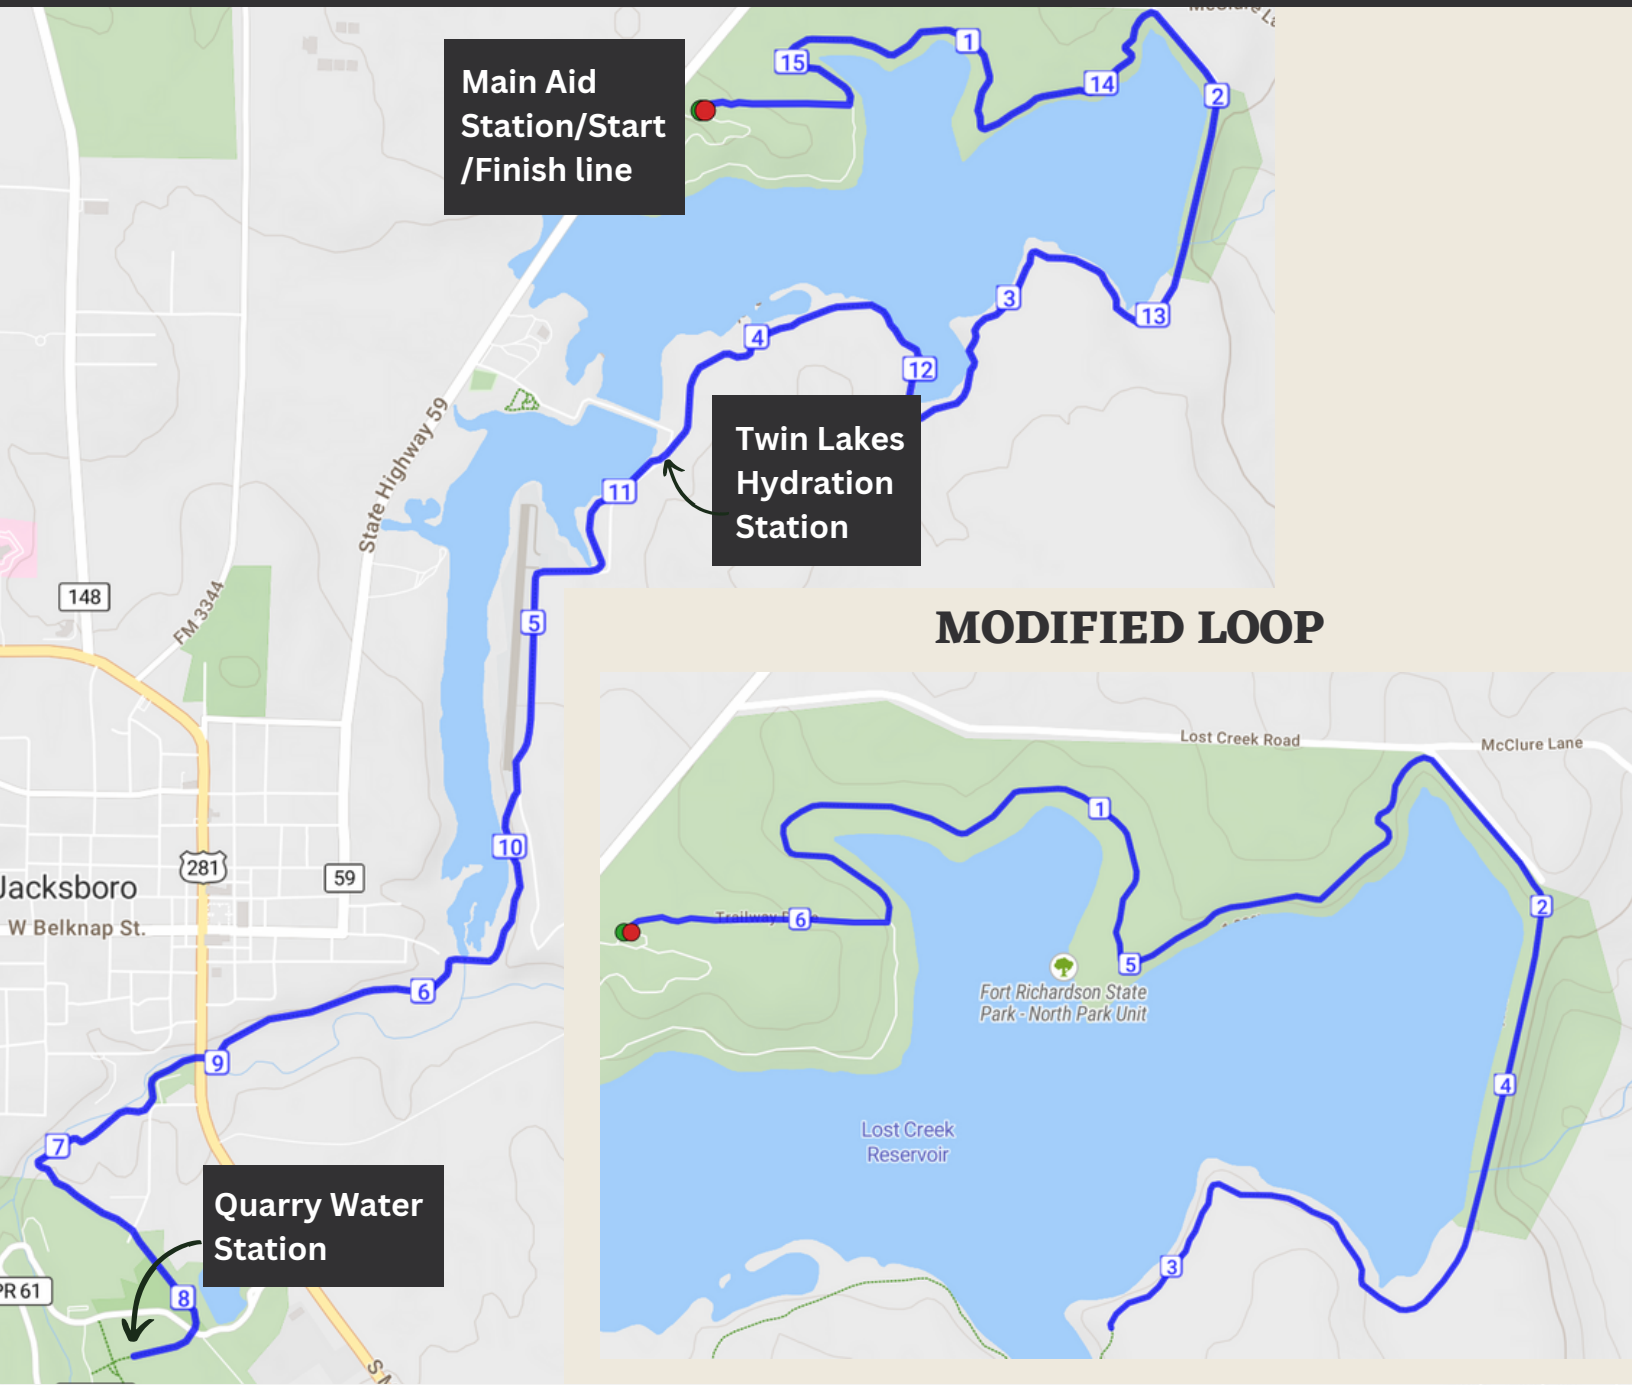 McClure La
Main Aid
Station/Start
/Finish line
15
1
14
2
3
13
4
12
State Highway 59
Twin Lakes
Hydration
Station
11
148
FM 3344
5
MODIFIED LOOP
10
281
59
Jacksboro
W Belknap St.
6
9
7
Quarry Water
Station
PR 61
8
Lost Creek Road
McClure Lane
1
2
Trailway
6
5
Fort Richardson State
Park - North Park Unit
4
Lost Creek
Reservoir
3